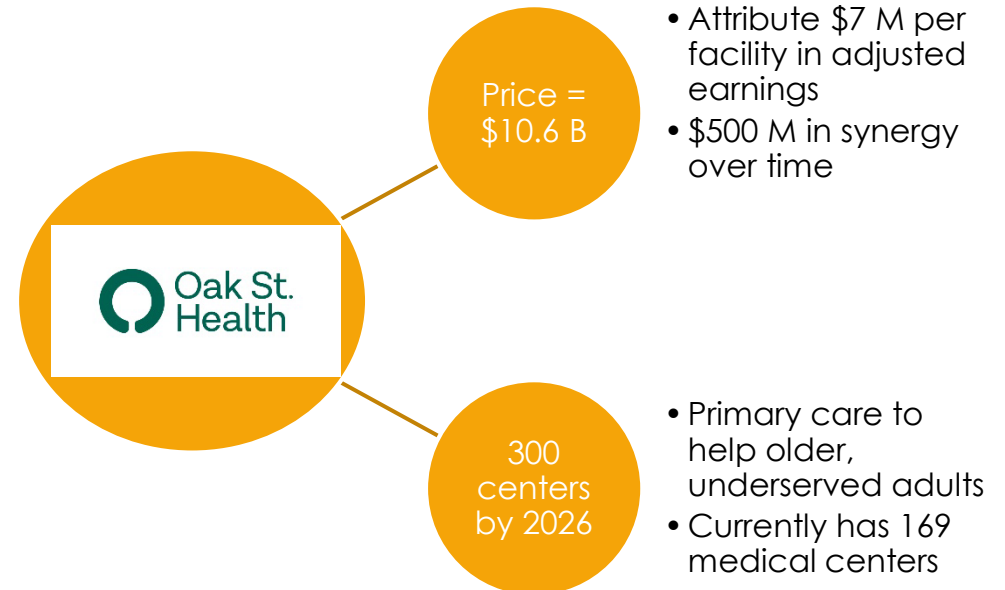 Oak St.
Health
Price =
$10.6 B
• Attribute $7 M per
facility in adjusted
earnings
• $500 M in synergy
over time
300
centers
by 2026
• Primary care to
help older,
underserved adults
• Currently has 169
medical centers